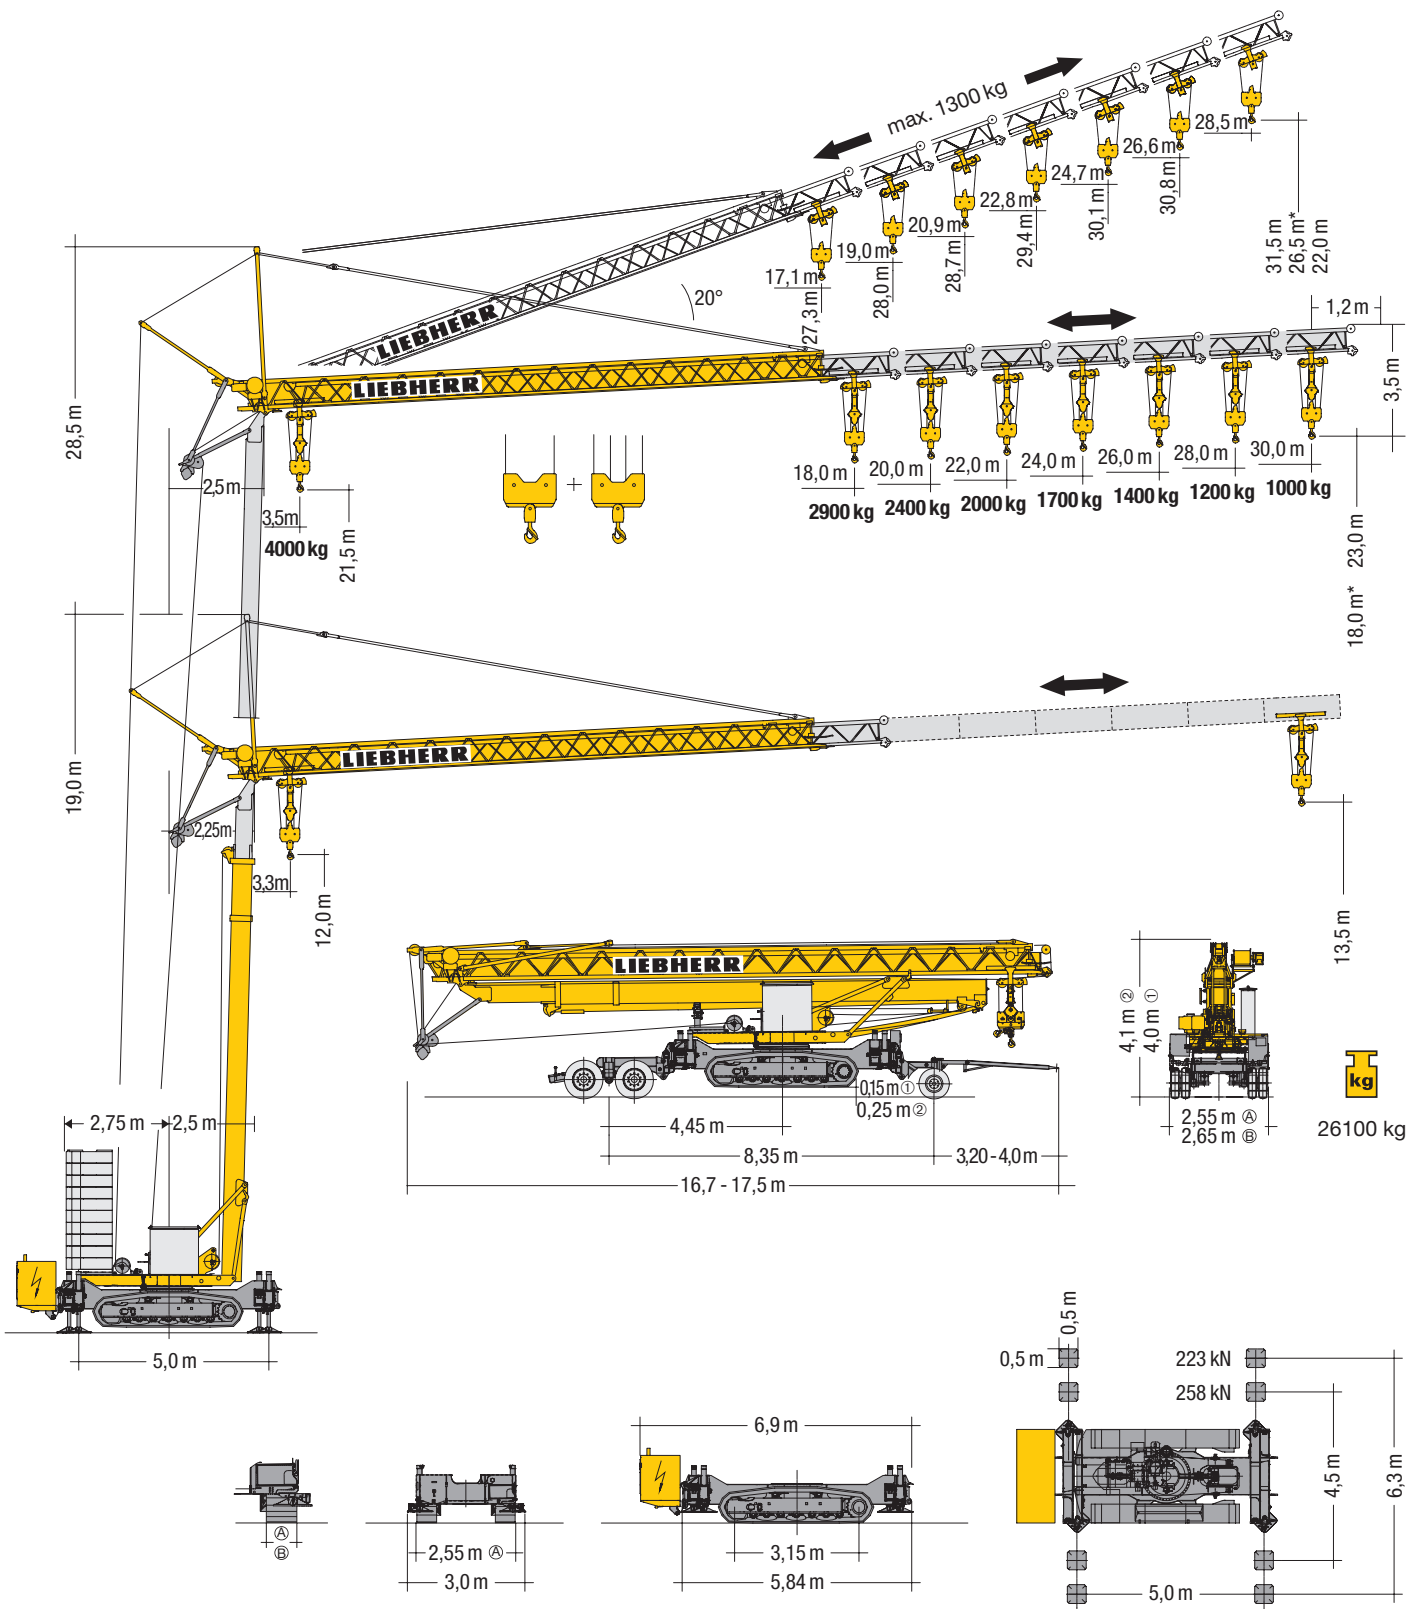 max. 1300 kg
28,5 m
26,6 m
24,7 m
30,8 m
22,8 m
30,1 m
20,9 m
29,4 m
19,0 m
28,7 m
17,1 m
28,0 m
27,3 m
31,5 m
26,5 m*
22,0 m
20°
LIEBHERR
1,2 m
3,5 m
LIEBHERR
28,5 m
2,5 m
3,5 m
4000 kg
21,5 m
+
18,0 m
20,0 m
22,0 m
24,0 m
26,0 m
28,0 m
30,0 m
2900 kg
2400 kg
2000 kg
1700 kg
1400 kg
1200 kg
1000 kg
23,0 m
18,0 m*
19,0 m
LIEBHERR
2,25 m
3,3 m
12,0 m
13,5 m
LIEBHERR
4,1 m ②
4,0 m ①
0,15 m ①
0,25 m ②
4,45 m
8,35 m
3,20 - 4,0 m
16,7 - 17,5 m
2,55 m Ⓐ
2,65 m Ⓑ
kg
26100 kg
2,75 m
2,5 m
5,0 m
0,5 m
0,5 m
223 kN
258 kN
4,5 m
6,3 m
5,0 m
6,9 m
3,15 m
5,84 m
Ⓐ
Ⓑ
2,55 m Ⓐ
3,0 m